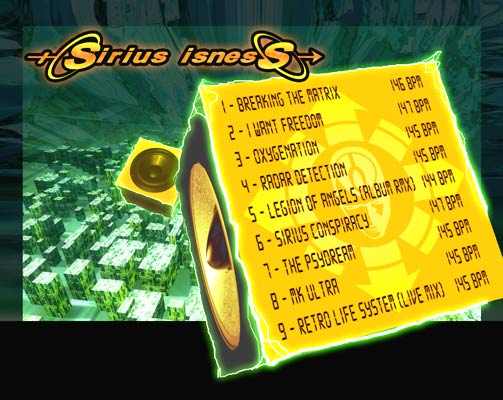 Sirius isness
1 - BREAKING THE MATRIX 146 BPM
2 - I WANT FREEDOM 147 BPM
3 - OXYGENATION 145 BPM
4 - RADAR DETECTION 145 BPM
5 - LEGION OF ANGELS (ALBUM RMX) 144 BPM
6 - SIRIUS CONSPIRACY 147 BPM
7 - THE PSYDREAM 145 BPM
8 - MK ULTRA 145 BPM
9 - RETRO LIFE SYSTEM (LIVE MIX) 145 BPM